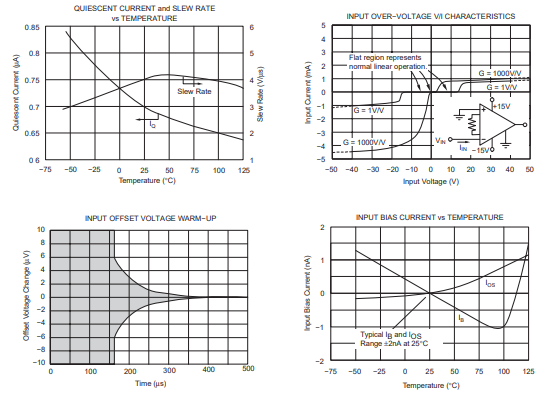 QUIESCENT CURRENT and SLEW RATE
vs TEMPERATURE
Quiescent Current (µA)
0.85
0.8
0.75
0.7
0.65
0.6
6
5
4
3
2
1
Slew Rate (V/µs)
Slew Rate
IQ
−75 −50 −25 0 25 50 75 100 125
Temperature (°C)
INPUT OVER−VOLTAGE V/I CHARACTERISTICS
Input Current (mA)
5
4
3
2
1
0
−1
−2
−3
−4
−5
Flat region represents
normal linear operation.
G = 1000V/V
G = 1V/V
G = 1V/V
G = 1000V/V
+15V
VIN
IIN
−15V
−50 −40 −30 −20 −10 0 10 20 30 40 50
Input Voltage (V)
INPUT OFFSET VOLTAGE WARM−UP
Offset Voltage Change (µV)
10
8
6
4
2
0
−2
−4
−6
−8
−10
0 100 200 300 400 500
Time (µs)
INPUT BIAS CURRENT vs TEMPERATURE
Input Bias Current (nA)
2
1
0
−1
−2
IOS
IB
Typical IB and IOS
Range ±2nA at 25°C
−75 −50 −25 0 25 50 75 100 125
Temperature (°C)